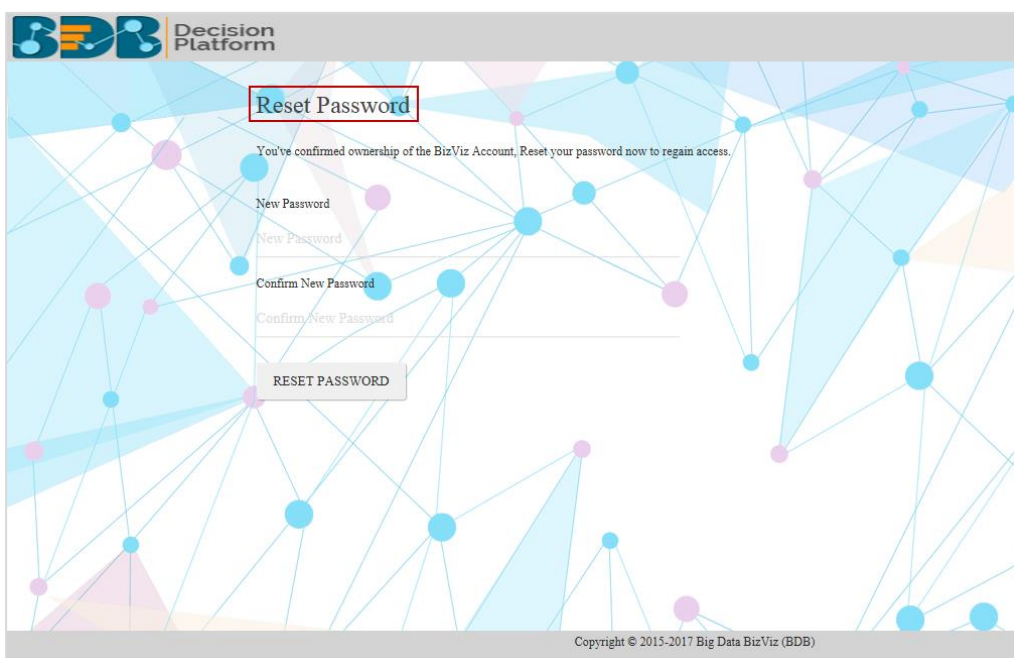 BDB Decision
Platform
Reset Password
You've confirmed ownership of the BizViz Account, Reset your password now to regain access.
New Password
New Password
Confirm New Password
Confirm New Password
RESET PASSWORD
Copyright © 2015-2017 Big Data BizViz (BDB)